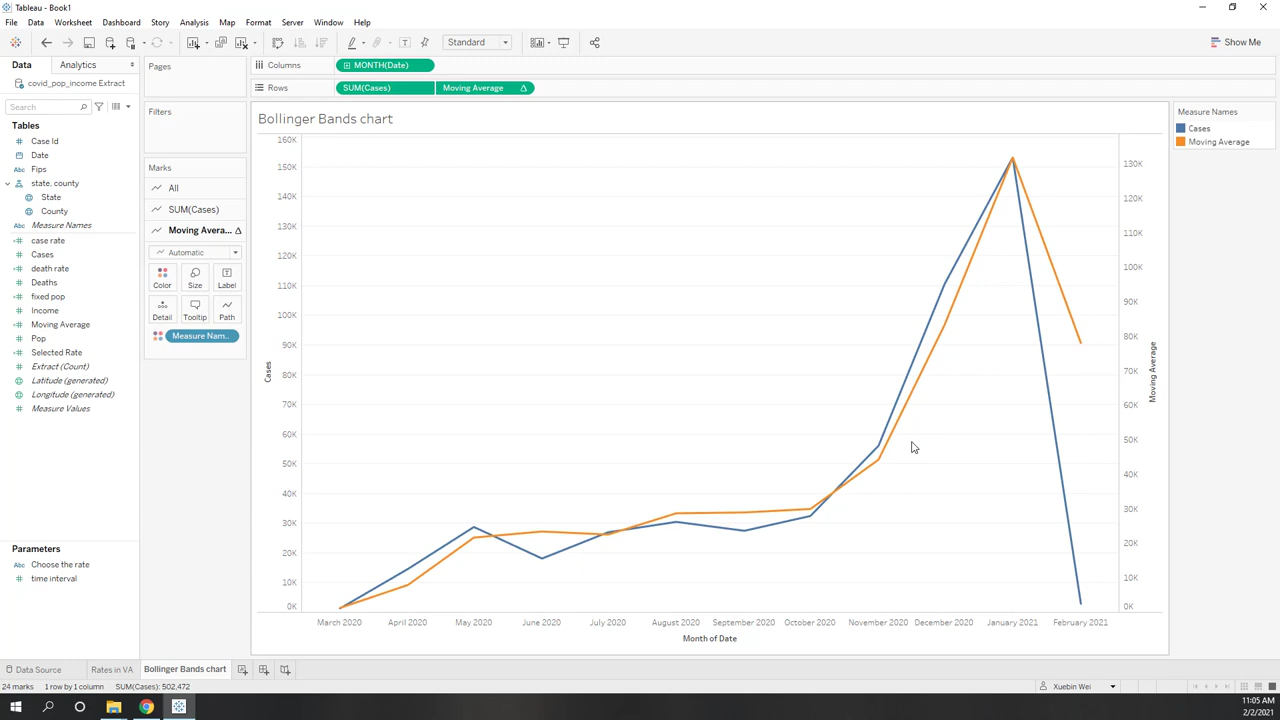 Tableau - Book1
File Data Worksheet Dashboard Story Analysis Map Format Server Window Help
Standard
Show Me
Data Analytics
covid_pop_income Extract
Search
Tables
# Case Id
Date
Abc Fips
state, county
State
County
Abc Measure Names
case rate
# Cases
death rate
# Deaths
fixed pop
# Income
Moving Average
# Pop
Selected Rate
Extract (Count)
Latitude (generated)
Longitude (generated)
# Measure Values
Parameters
Abc Choose the rate
# time interval
Pages
Filters
Marks
All
SUM(Cases)
Moving Avera...
Automatic
Color Size Label
Detail Tooltip Path
Measure Nam..
Columns MONTH(Date)
Rows SUM(Cases) Moving Average
Bollinger Bands chart
160K
150K
140K
130K
120K
110K
100K
90K
80K
70K
60K
50K
40K
30K
20K
10K
0K
Cases
130K
120K
110K
100K
90K
80K
70K
60K
50K
40K
30K
20K
10K
0K
Moving Average
March 2020 April 2020 May 2020 June 2020 July 2020 August 2020 September 2020 October 2020 November 2020 December 2020 January 2021 February 2021
Month of Date
Measure Names
Cases
Moving Average
Data Source Rates in VA Bollinger Bands chart
24 marks 1 row by 1 column SUM(Cases): 502,472
Xuebin Wei
11:05 AM
2/2/2021